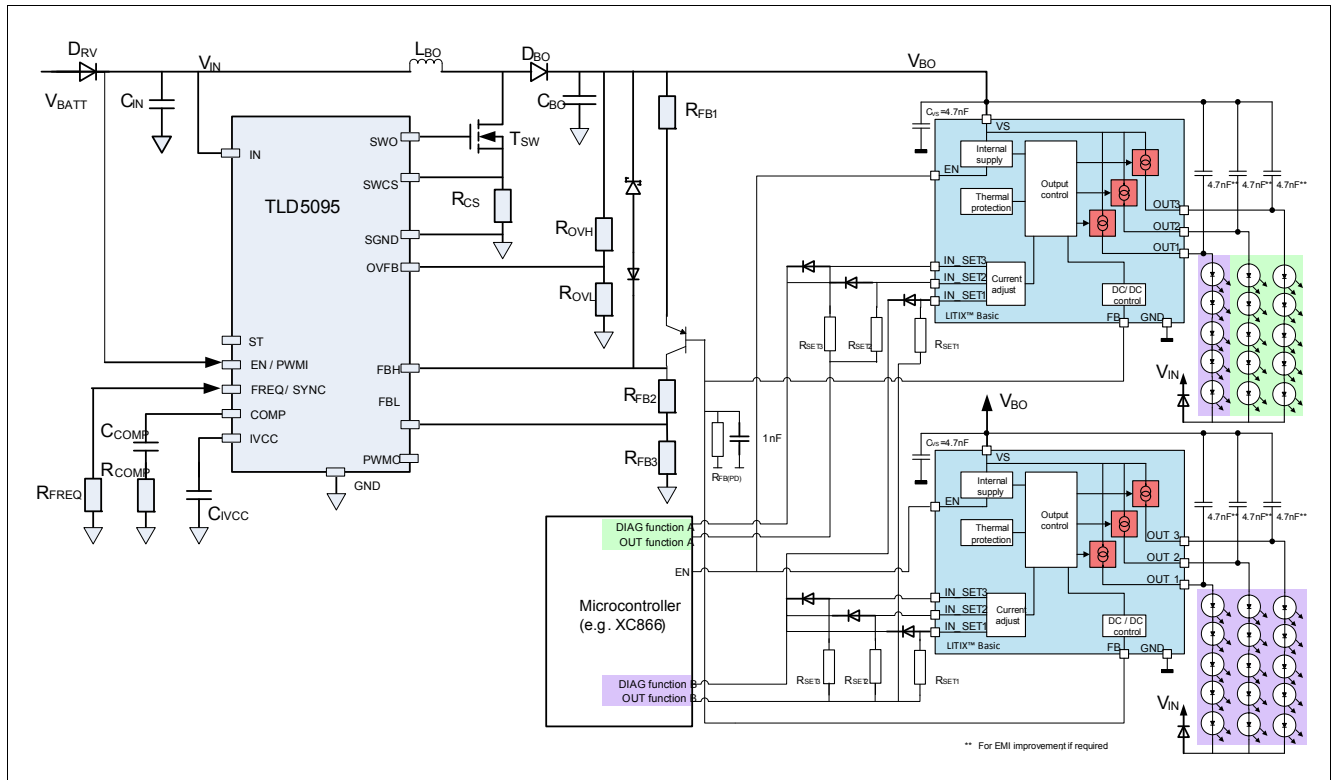 DRV
VBATT
CIN
VIN
LBO
DBO
CBO
VBO
RFB1
TSW
RCS
ROVH
ROVL
TLD5095
IN
SWO
SWCS
SGND
OVFB
ST
EN / PWMI
FREQ/ SYNC
COMP
IVCC
FBH
FBL
PWMO
GND
CCOMP
RCOMP
RFREQ
CIVCC
RFB2
RFB3
RFB(PD)
1nF
CVS=4.7nF
VS
Internal
supply
EN
Thermal
protection
Output
control
OUT3
OUT2
OUT1
IN_SET3
IN_SET2
IN_SET1
Current
adjust
DC/ DC
control
LITIX™ Basic
FB
GND
4.7nF**
4.7nF**
4.7nF**
RSET3
RSET2
RSET1
VIN
VBO
CVS=4.7nF
VS
Internal
supply
EN
Thermal
protection
Output
control
OUT 3
OUT 2
OUT 1
IN_SET3
IN_SET2
IN_SET1
Current
adjust
DC / DC
control
LITIX™ Basic
FB
GND
4.7nF**
4.7nF**
4.7nF**
RSET3
RSET2
RSET1
VIN
DIAG function A
OUT function A
EN
Microcontroller
(e.g. XC866)
DIAG function B
OUT function B
** For EMI improvement if required